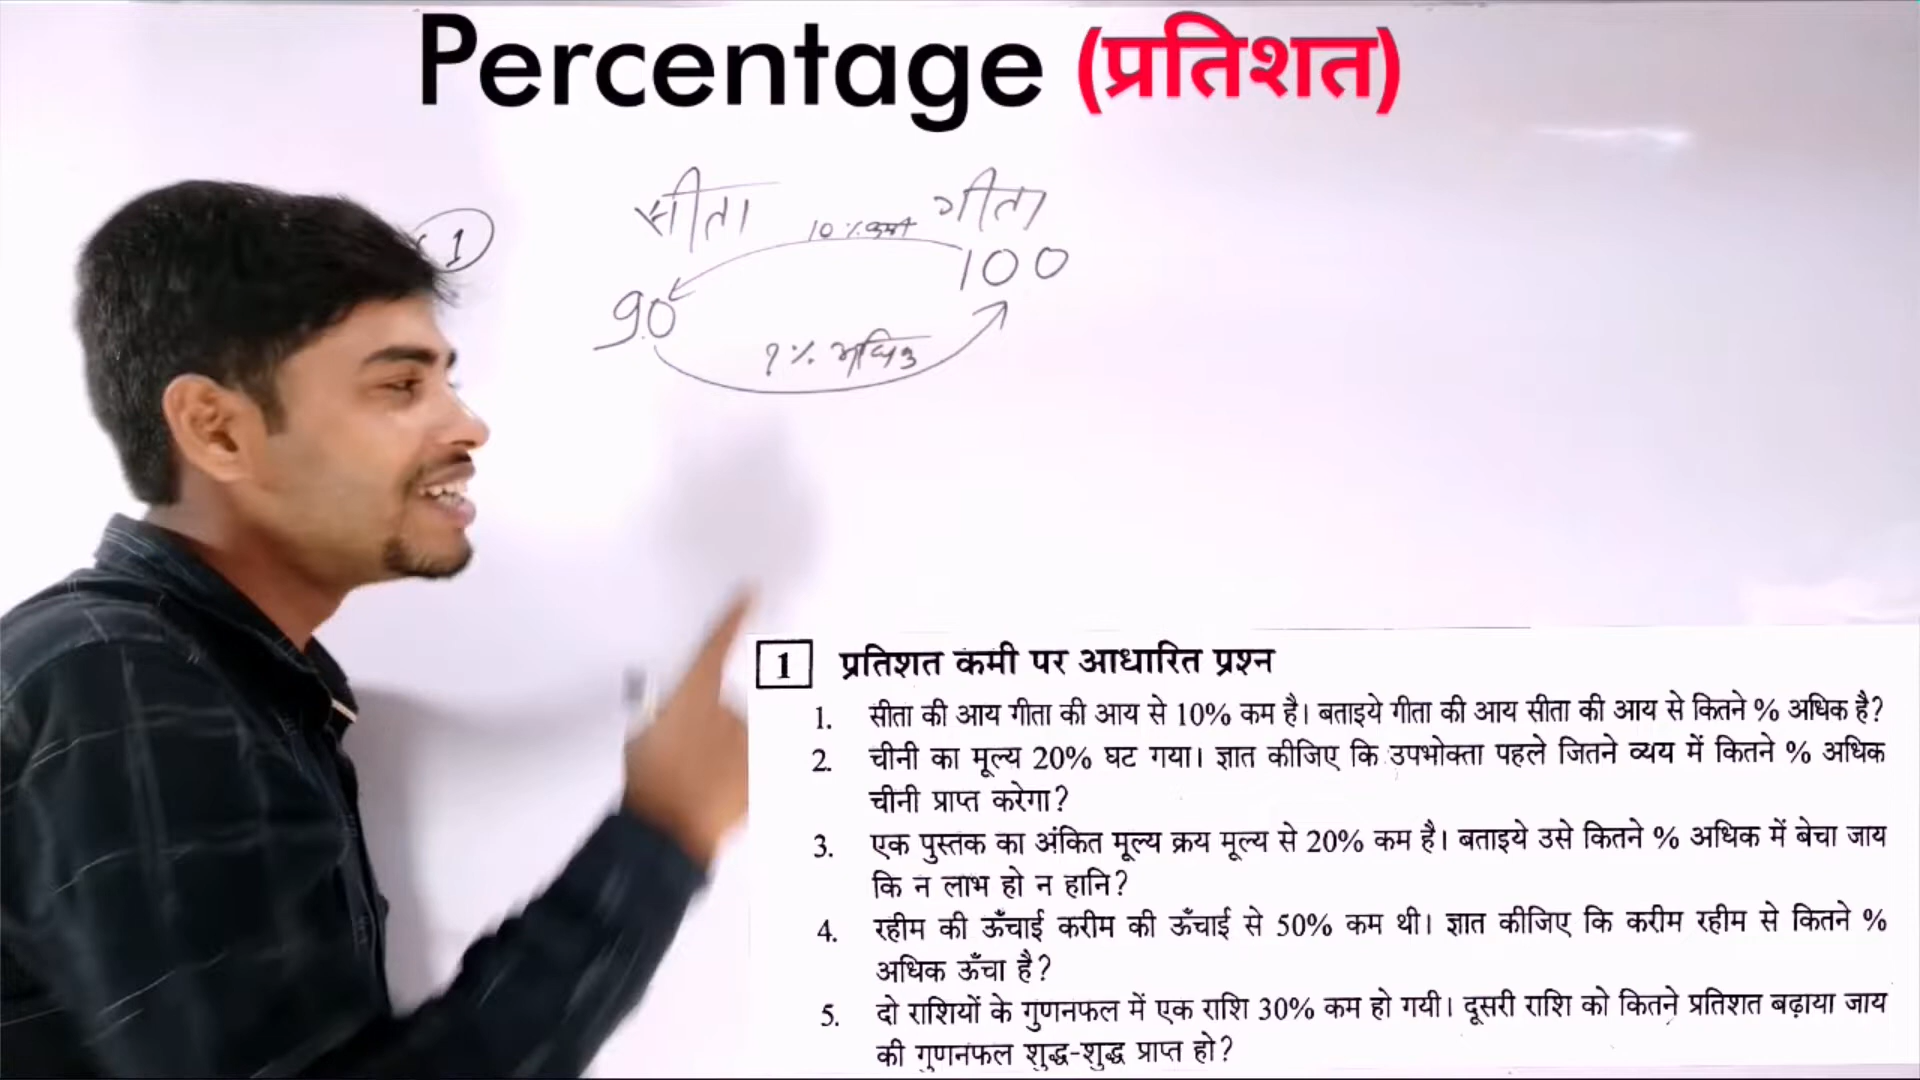 Percentage (प्रतिशत)
1
सीता 10% कम गीता
90 100
?% अधिक
1 प्रतिशत कमी पर आधारित प्रश्न
1. सीता की आय गीता की आय से 10% कम है। बताइये गीता की आय सीता की आय से कितने % अधिक है?
2. चीनी का मूल्य 20% घट गया। ज्ञात कीजिए कि उपभोक्ता पहले जितने व्यय में कितने % अधिक
चीनी प्राप्त करेगा?
3. एक पुस्तक का अंकित मूल्य क्रय मूल्य से 20% कम है। बताइये उसे कितने % अधिक में बेचा जाय
कि न लाभ हो न हानि?
4. रहीम की ऊँचाई करीम की ऊँचाई से 50% कम थी। ज्ञात कीजिए कि करीम रहीम से कितने %
अधिक ऊँचा है?
5. दो राशियों के गुणनफल में एक राशि 30% कम हो गयी। दूसरी राशि को कितने प्रतिशत बढ़ाया जाय
की गुणनफल शुद्ध-शुद्ध प्राप्त हो?